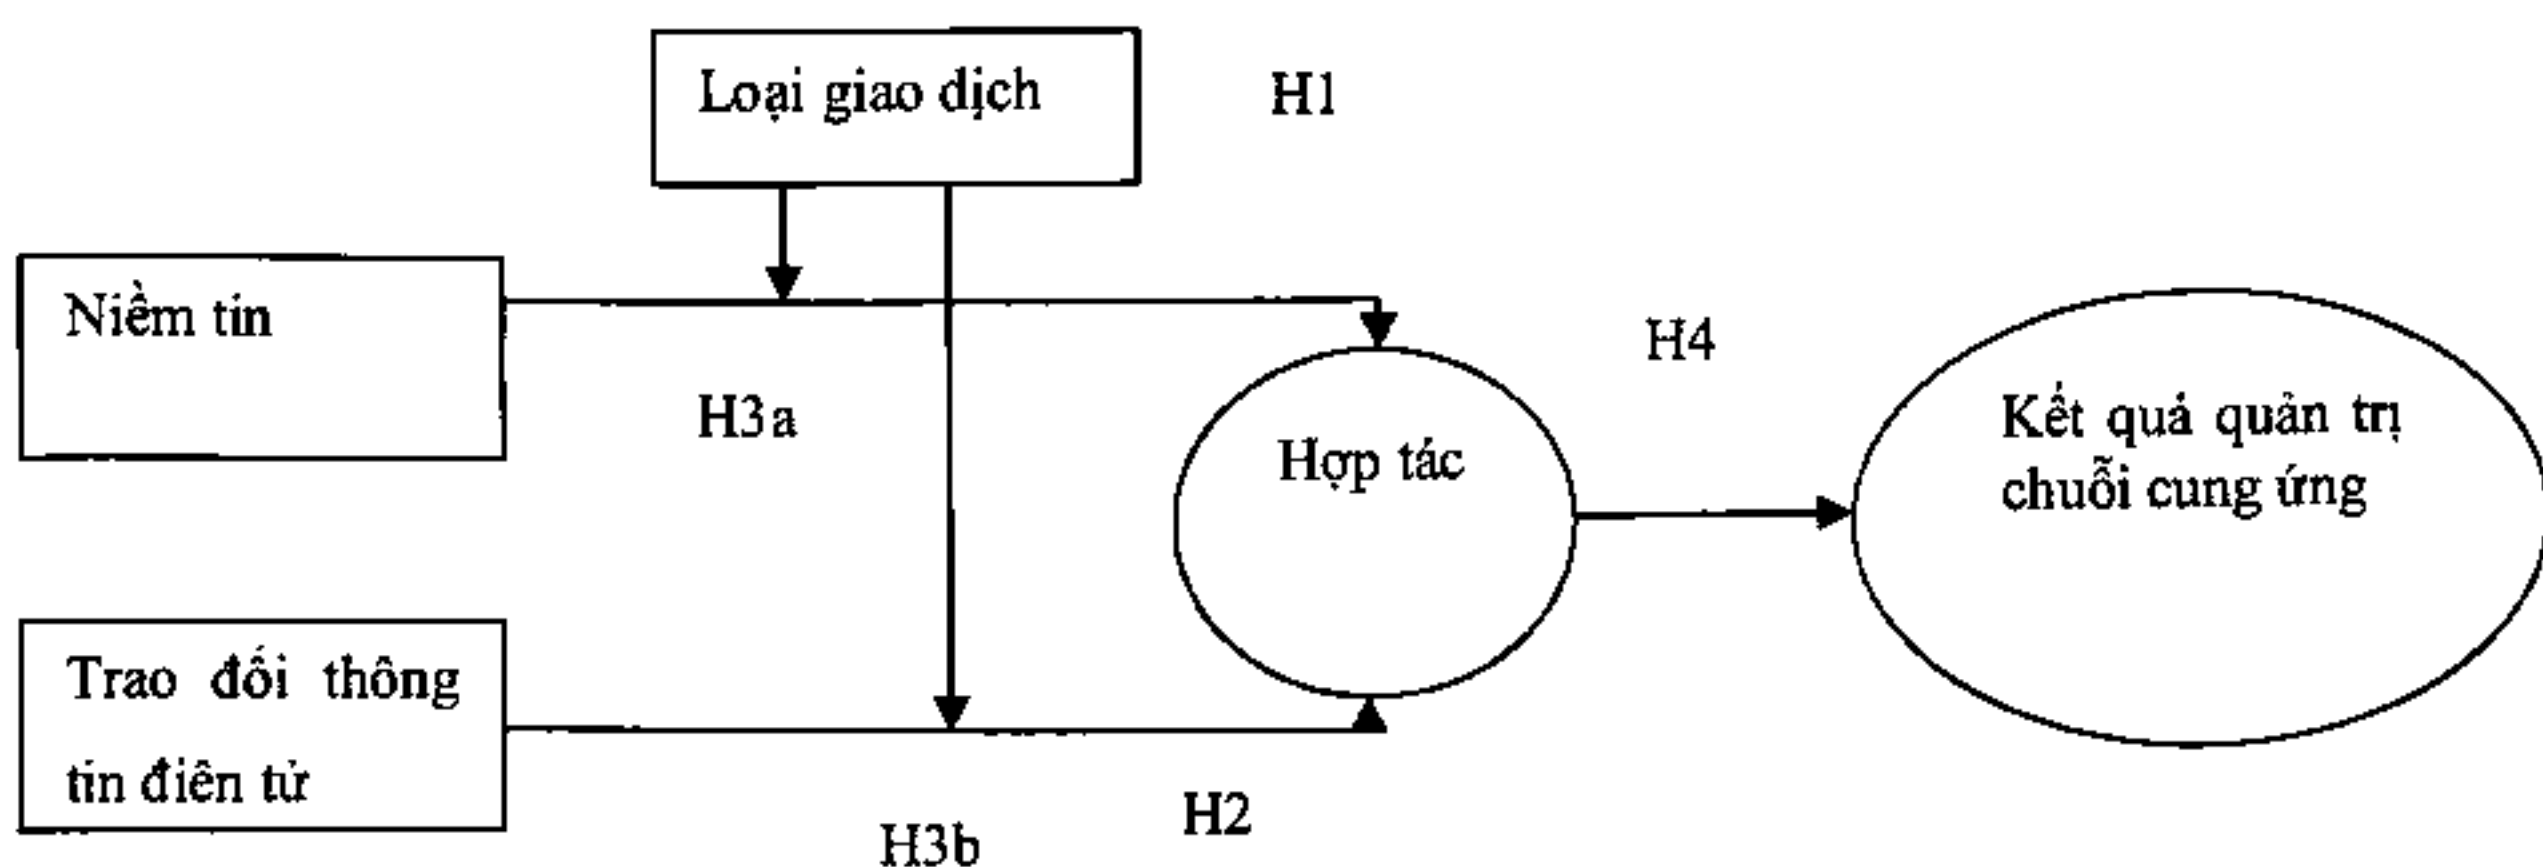 Loại giao dịch
H1
Niềm tin
H3a
H4
Hợp tác
Kết quả quản trị
chuỗi cung ứng
Trao đổi thông
tin điên tử
H2
H3b